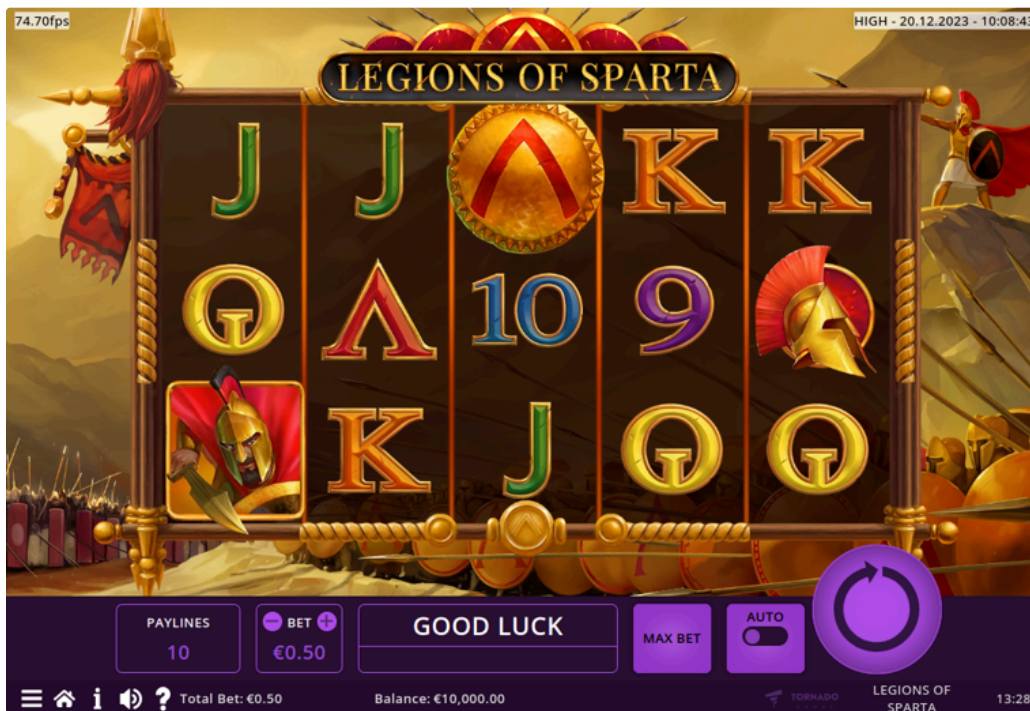 74.70fps
HIGH - 20.12.2023 - 10:08:43
LEGIONS OF SPARTA
J J K K
Q A 10 9
K J Q Q
PAYLINES
10
BET
€0.50
GOOD LUCK
MAX BET
AUTO
i ? Total Bet: €0.50
Balance: €10,000.00
TORNADO
LEGIONS OF
SPARTA
13:28